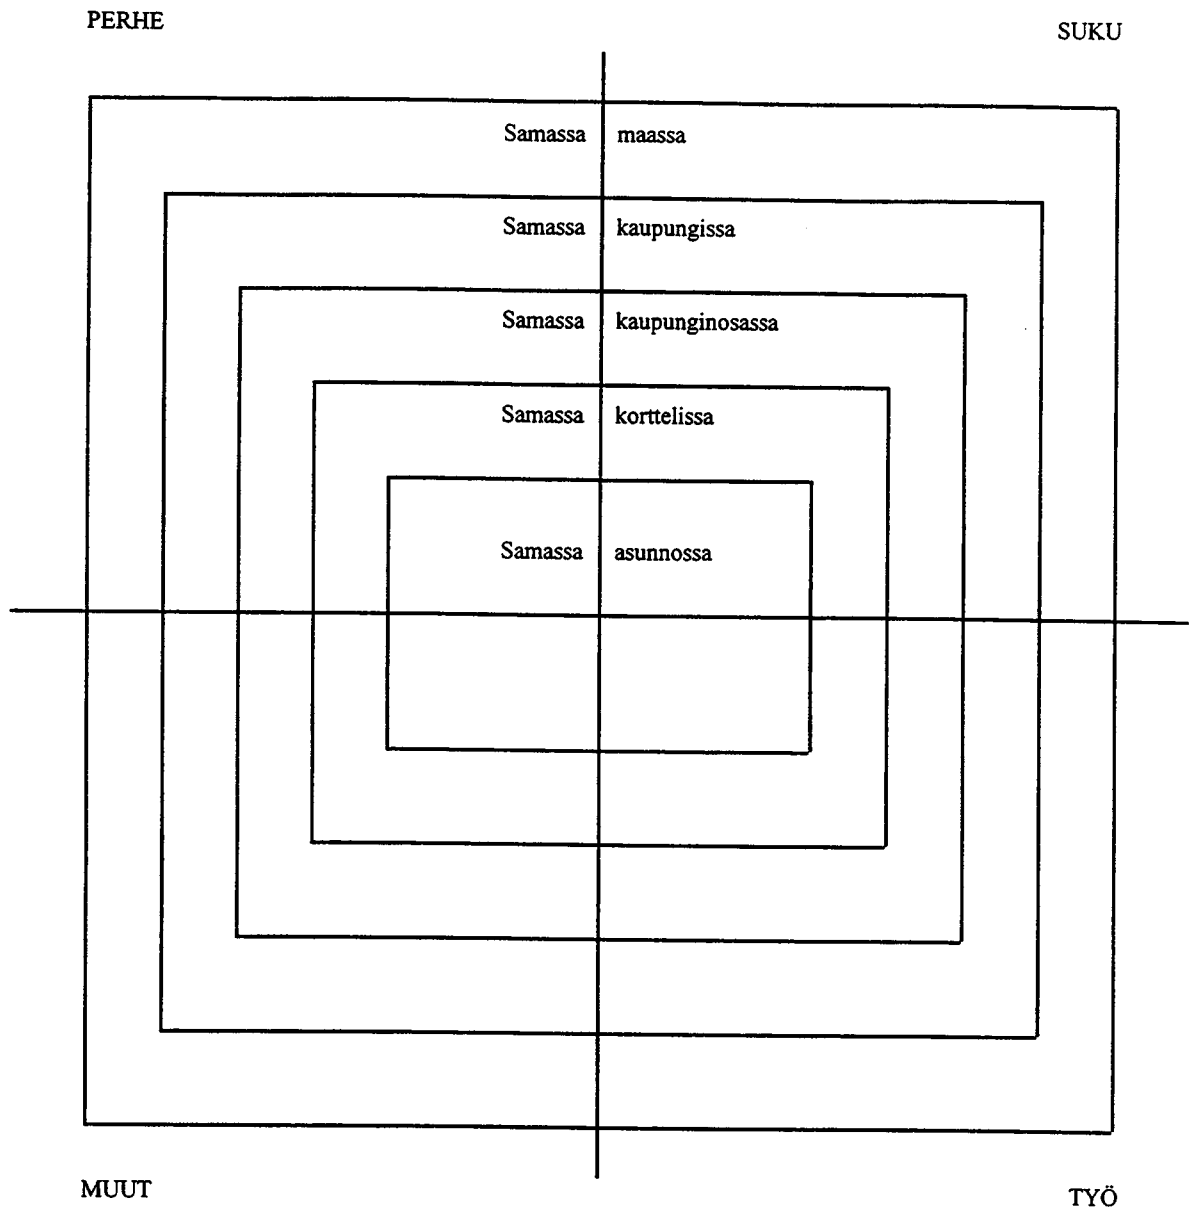 PERHE
SUKU
Samassa maassa
Samassa kaupungissa
Samassa kaupunginosassa
Samassa korttelissa
Samassa asunnossa
MUUT
TYÖ